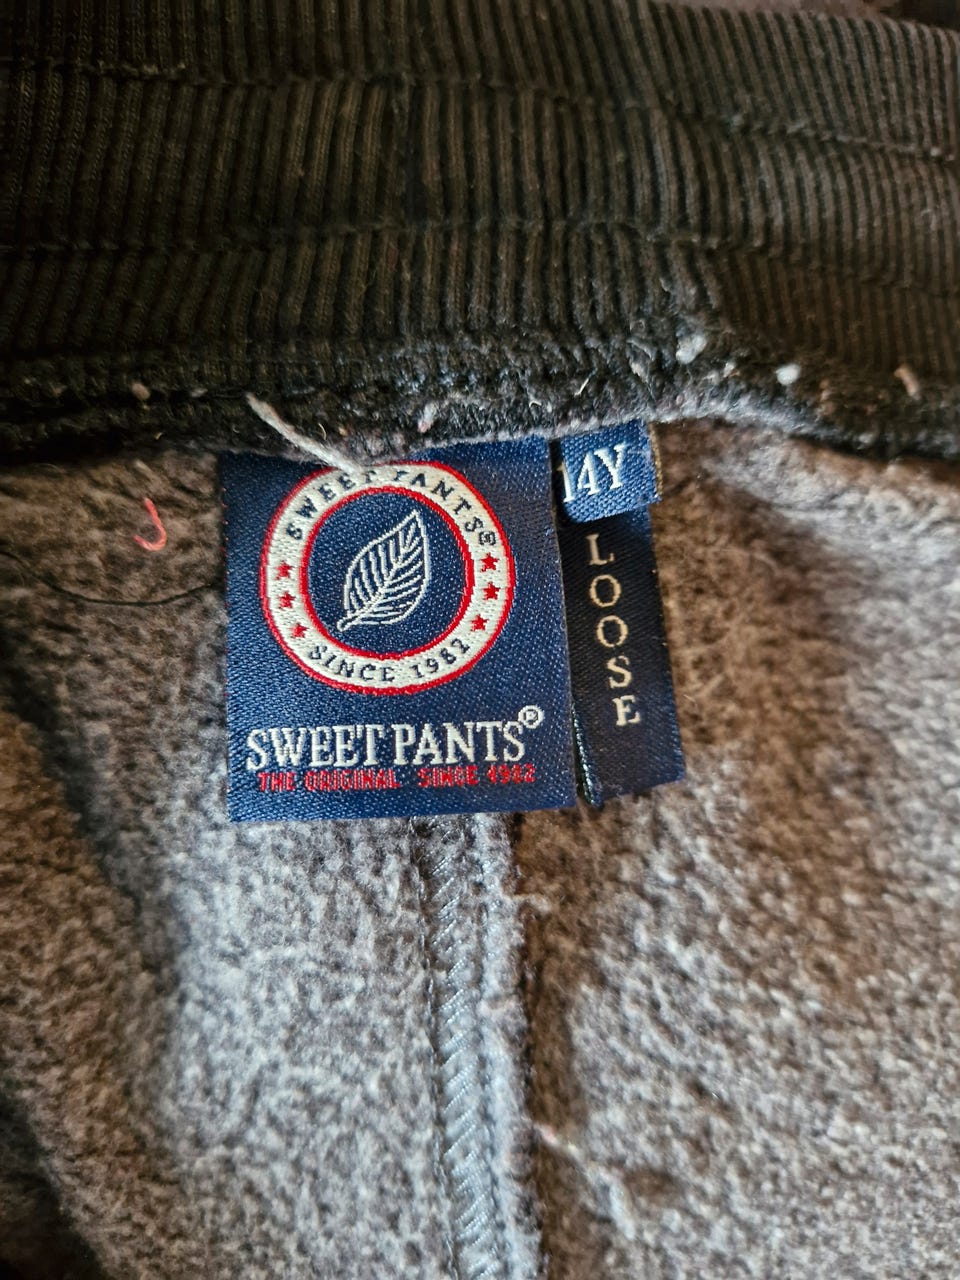 SWEET PANTS®
SINCE 1982
SWEET PANTS®
THE ORIGINAL SINCE 1982
14Y
LOOSE